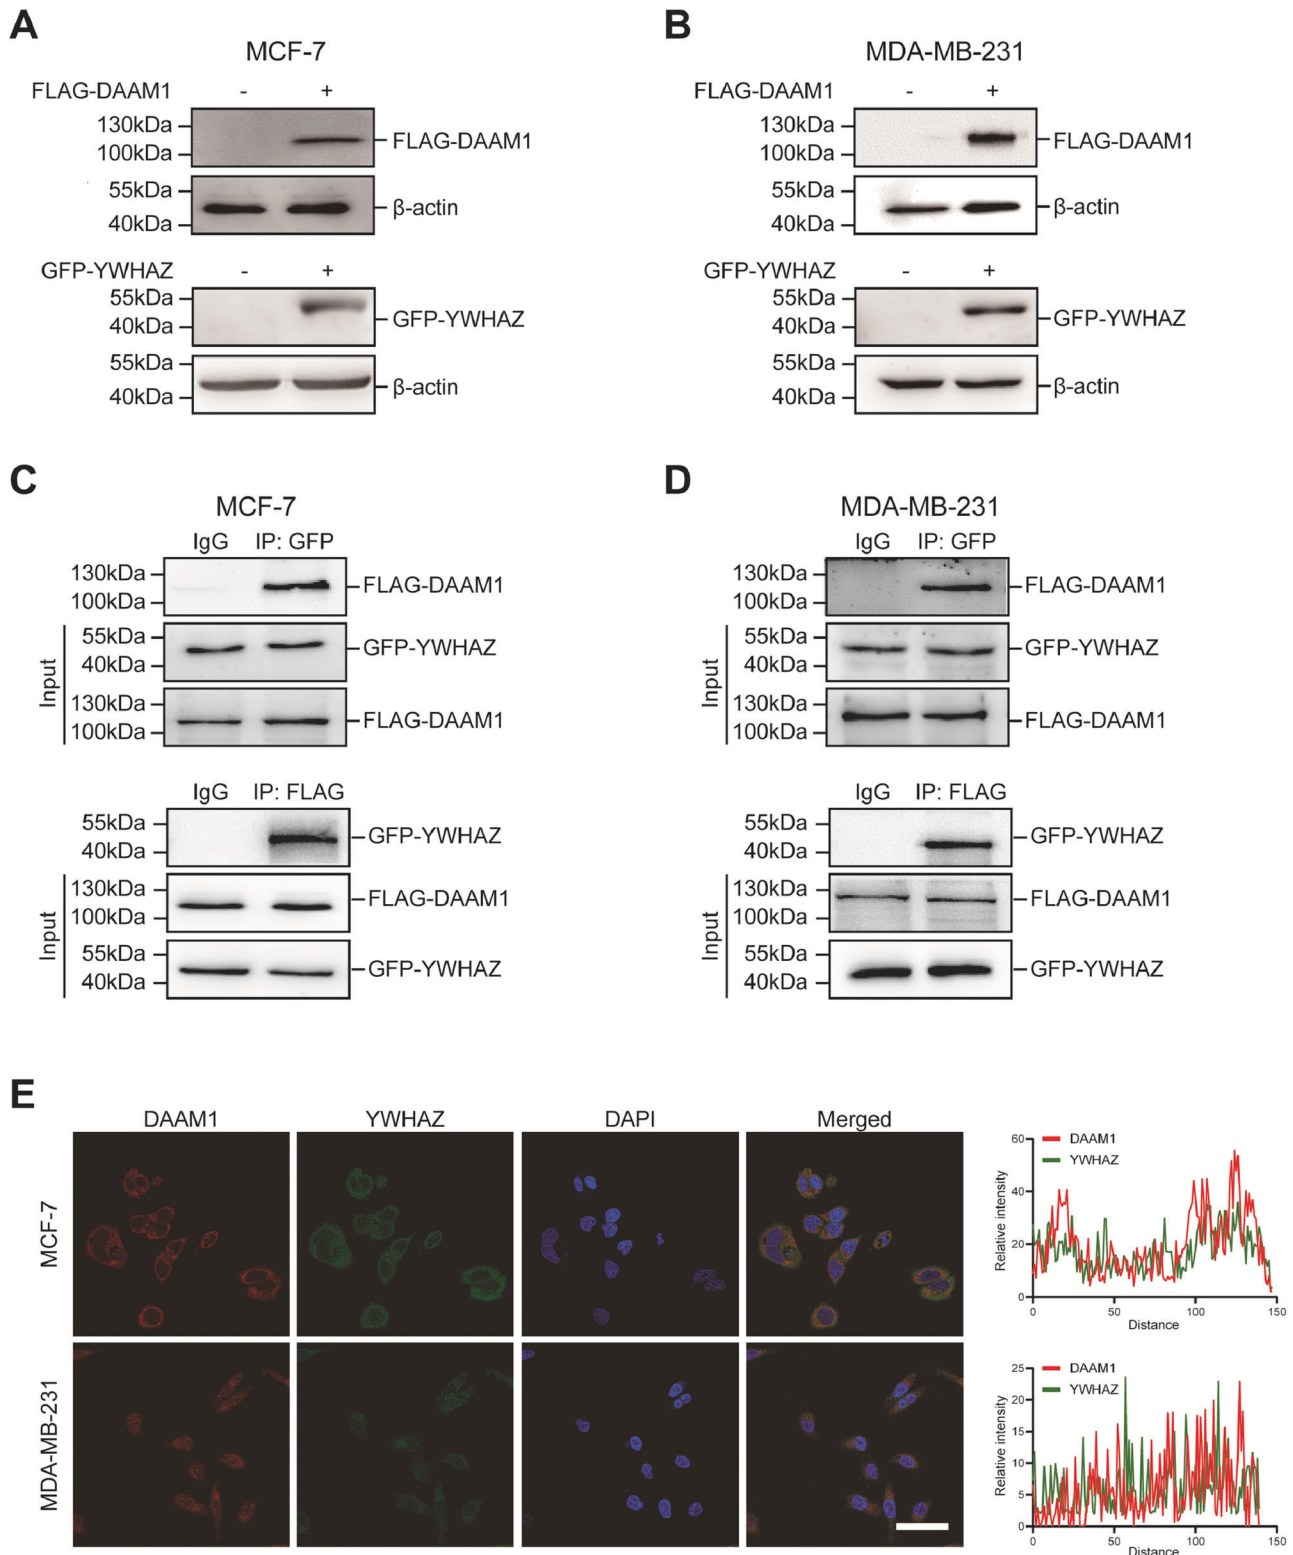 A
MCF-7
FLAG-DAAM1 - +
130kDa
100kDa
FLAG-DAAM1
55kDa
40kDa
β-actin
GFP-YWHAZ - +
55kDa
40kDa
GFP-YWHAZ
55kDa
40kDa
β-actin
B
MDA-MB-231
FLAG-DAAM1 - +
130kDa
100kDa
FLAG-DAAM1
55kDa
40kDa
β-actin
GFP-YWHAZ - +
55kDa
40kDa
GFP-YWHAZ
55kDa
40kDa
β-actin
C
MCF-7
IgG IP: GFP
130kDa
100kDa
FLAG-DAAM1
Input
55kDa
40kDa
GFP-YWHAZ
130kDa
100kDa
FLAG-DAAM1
IgG IP: FLAG
55kDa
40kDa
GFP-YWHAZ
Input
130kDa
100kDa
FLAG-DAAM1
55kDa
40kDa
GFP-YWHAZ
D
MDA-MB-231
IgG IP: GFP
130kDa
100kDa
FLAG-DAAM1
Input
55kDa
40kDa
GFP-YWHAZ
130kDa
100kDa
FLAG-DAAM1
IgG IP: FLAG
55kDa
40kDa
GFP-YWHAZ
Input
130kDa
100kDa
FLAG-DAAM1
55kDa
40kDa
GFP-YWHAZ
E
DAAM1 YWHAZ DAPI Merged
MCF-7
MDA-MB-231
DAAM1
YWHAZ
Relative intensity
60
40
20
0
0 50 100 150
Distance
DAAM1
YWHAZ
Relative intensity
25
20
15
10
5
0
0 50 100 150
Distance